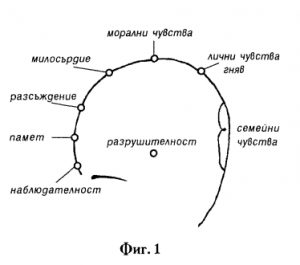 морални чувства
милосърдие
лични чувства
гняв
разсъждение
памет
разрушителност
семейни
чувства
наблюдателност
Фиг. 1